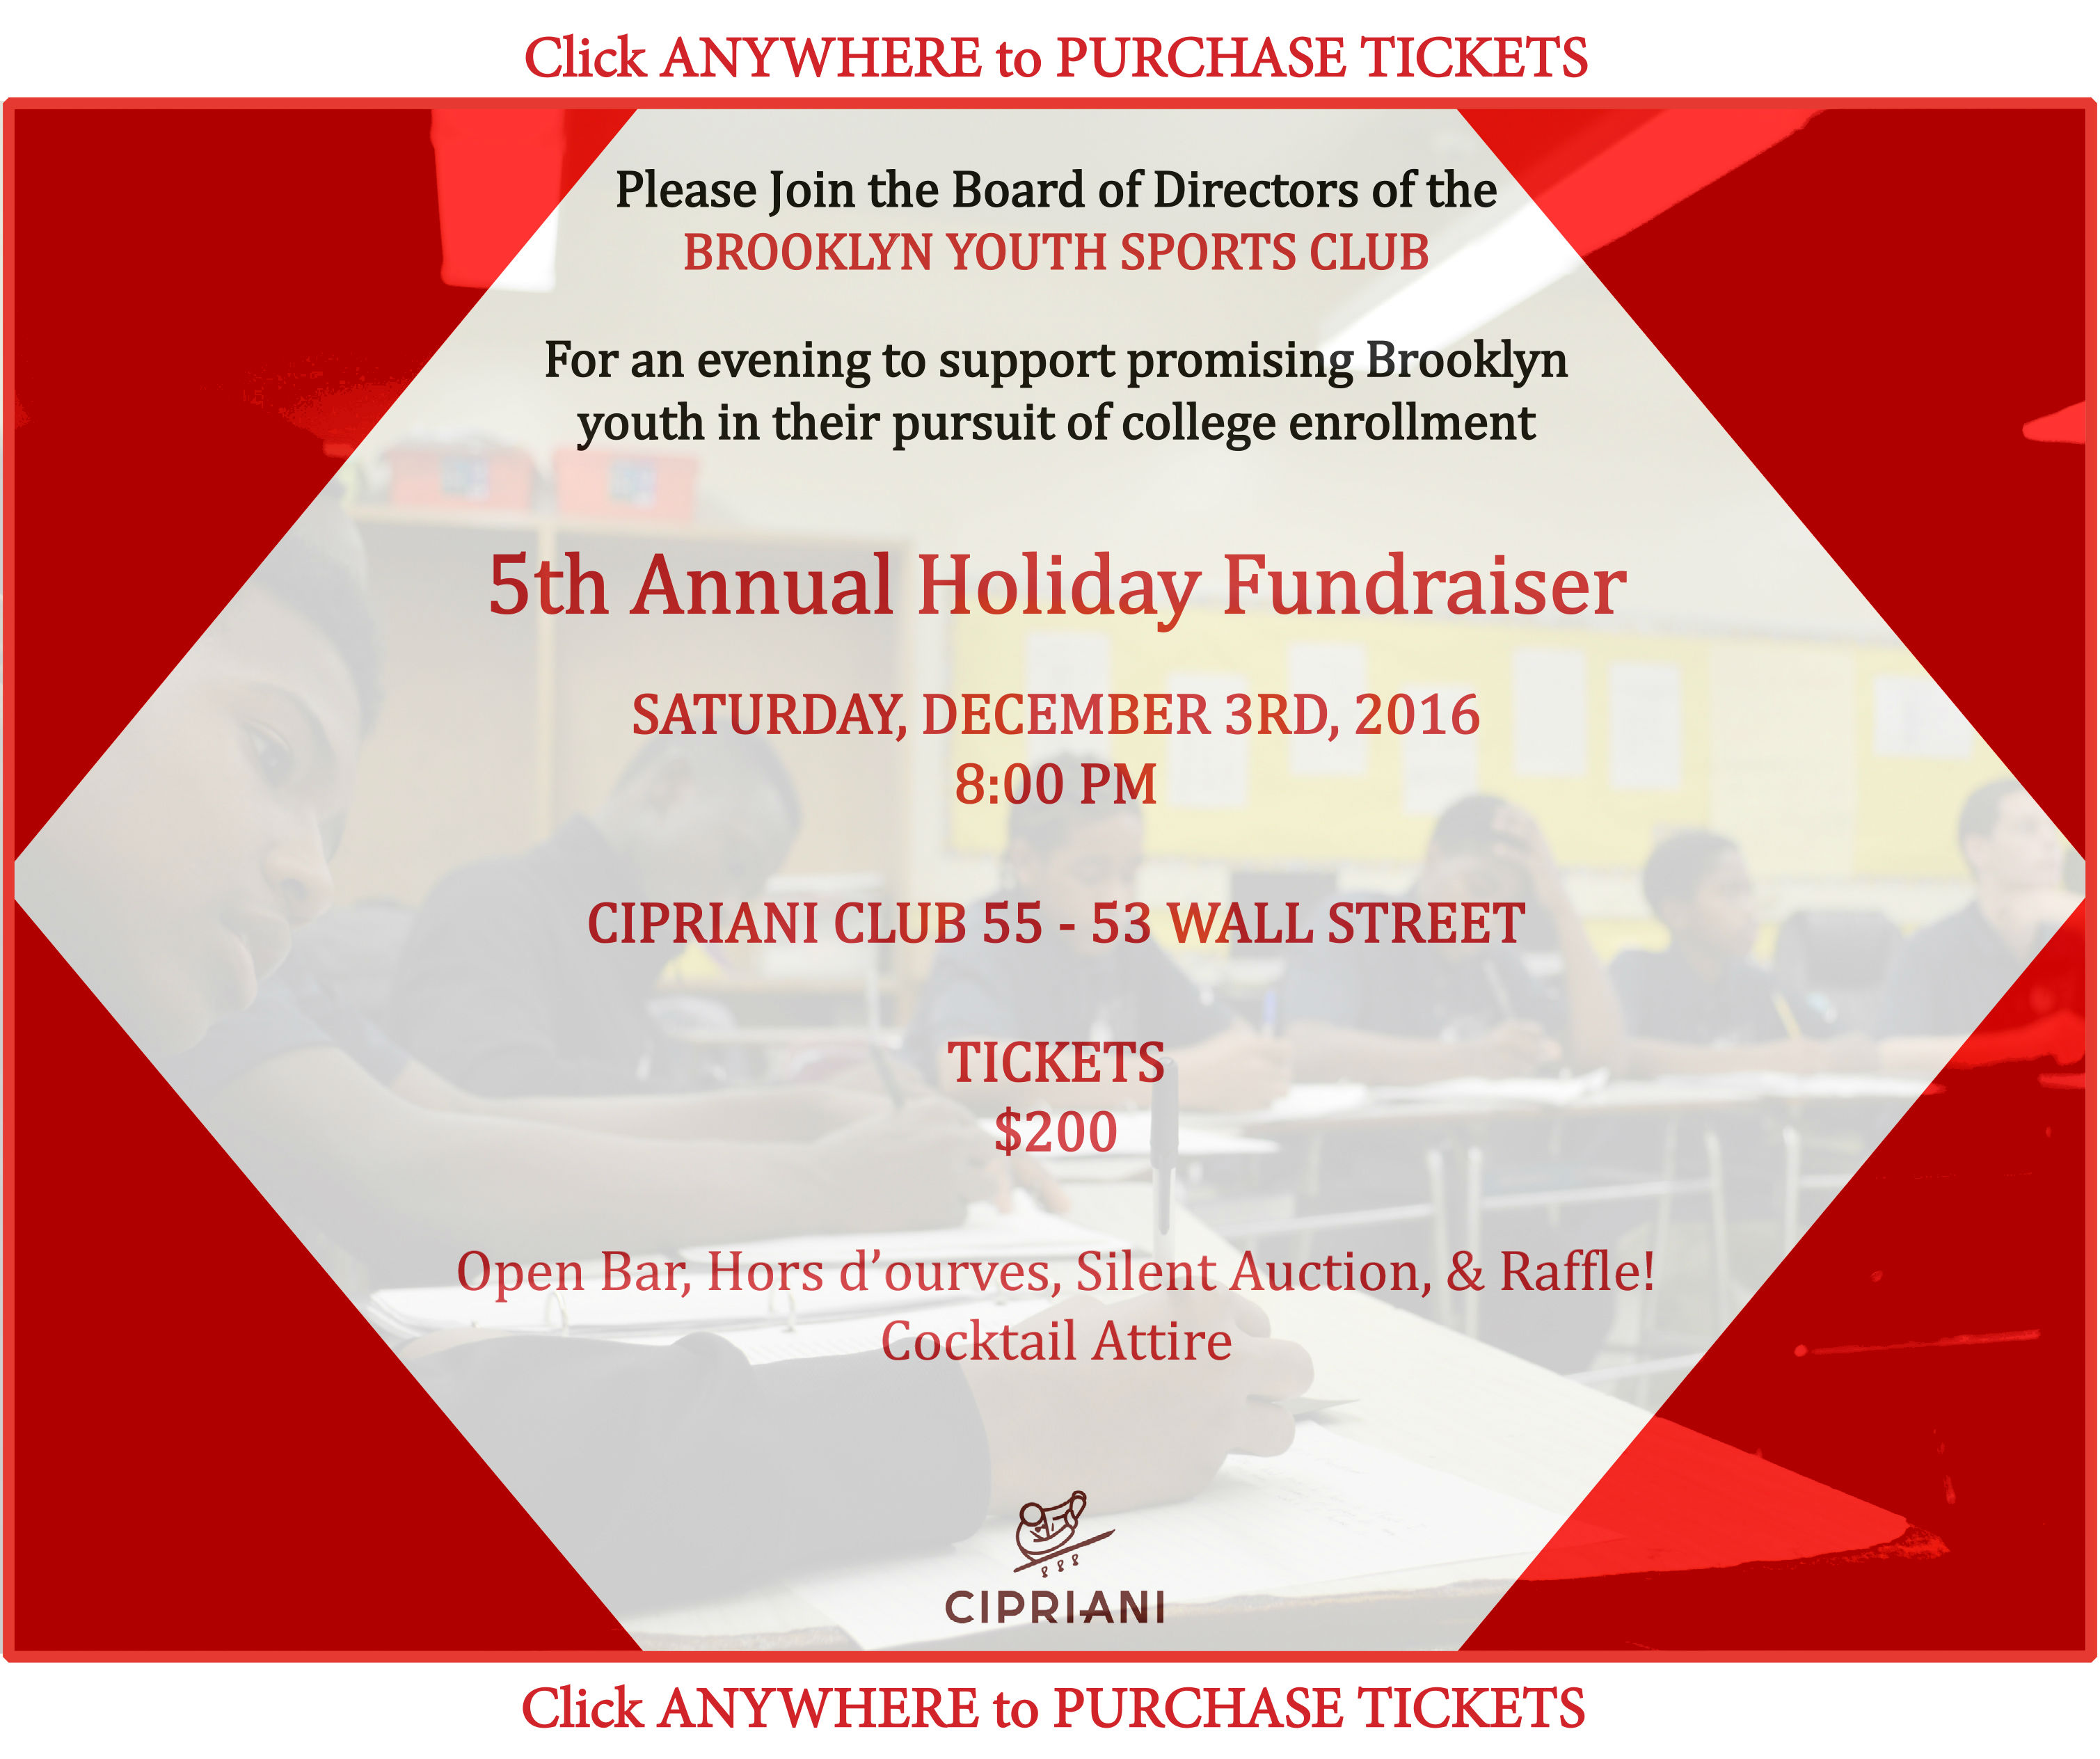 Click ANYWHERE to PURCHASE TICKETS
Please Join the Board of Directors of the
BROOKLYN YOUTH SPORTS CLUB
For an evening to support promising Brooklyn
youth in their pursuit of college enrollment
5th Annual Holiday Fundraiser
SATURDAY, DECEMBER 3RD, 2016
8:00 PM
CIPRIANI CLUB 55 - 53 WALL STREET
TICKETS
$200
Open Bar, Hors d’ourves, Silent Auction, & Raffle!
Cocktail Attire
CIPRIANI
Click ANYWHERE to PURCHASE TICKETS